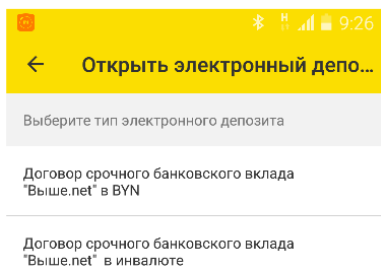 9:26
Открыть электронный депо...
Выберите тип электронного депозита
Договор срочного банковского вклада
"Выше.net" в BYN
Договор срочного банковского вклада
"Выше.net" в инвалюте